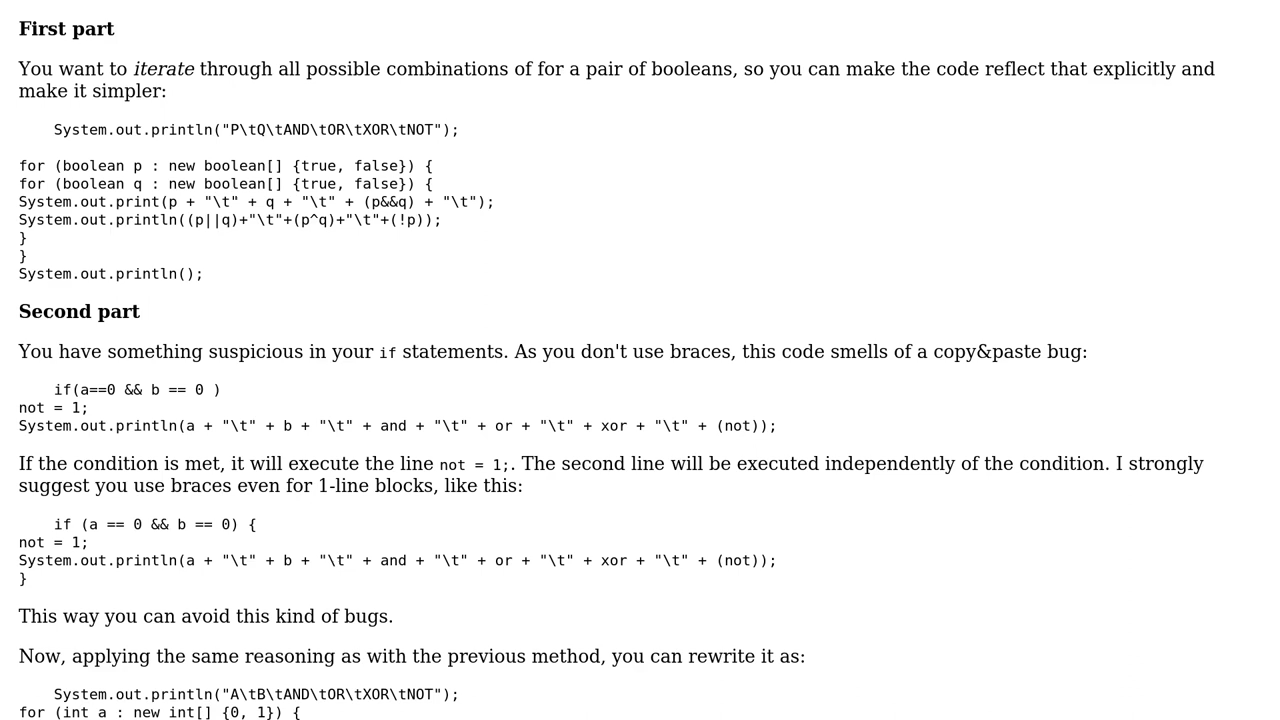 First part
You want to iterate through all possible combinations of for a pair of booleans, so you can make the code reflect that explicitly and
make it simpler:
    System.out.println("P\tQ\tAND\tOR\tXOR\tNOT");
for (boolean p : new boolean[] {true, false}) {
for (boolean q : new boolean[] {true, false}) {
System.out.print(p + "\t" + q + "\t" + (p&&q) + "\t");
System.out.println((p||q)+"\t"+(p^q)+"\t"+(!p));
}
}
System.out.println();
Second part
You have something suspicious in your if statements. As you don't use braces, this code smells of a copy&paste bug:
    if(a==0 && b == 0 )
not = 1;
System.out.println(a + "\t" + b + "\t" + and + "\t" + or + "\t" + xor + "\t" + (not));
If the condition is met, it will execute the line not = 1;. The second line will be executed independently of the condition. I strongly
suggest you use braces even for 1-line blocks, like this:
    if (a == 0 && b == 0) {
not = 1;
System.out.println(a + "\t" + b + "\t" + and + "\t" + or + "\t" + xor + "\t" + (not));
}
This way you can avoid this kind of bugs.
Now, applying the same reasoning as with the previous method, you can rewrite it as:
    System.out.println("A\tB\tAND\tOR\tXOR\tNOT");
for (int a : new int[] {0, 1}) {